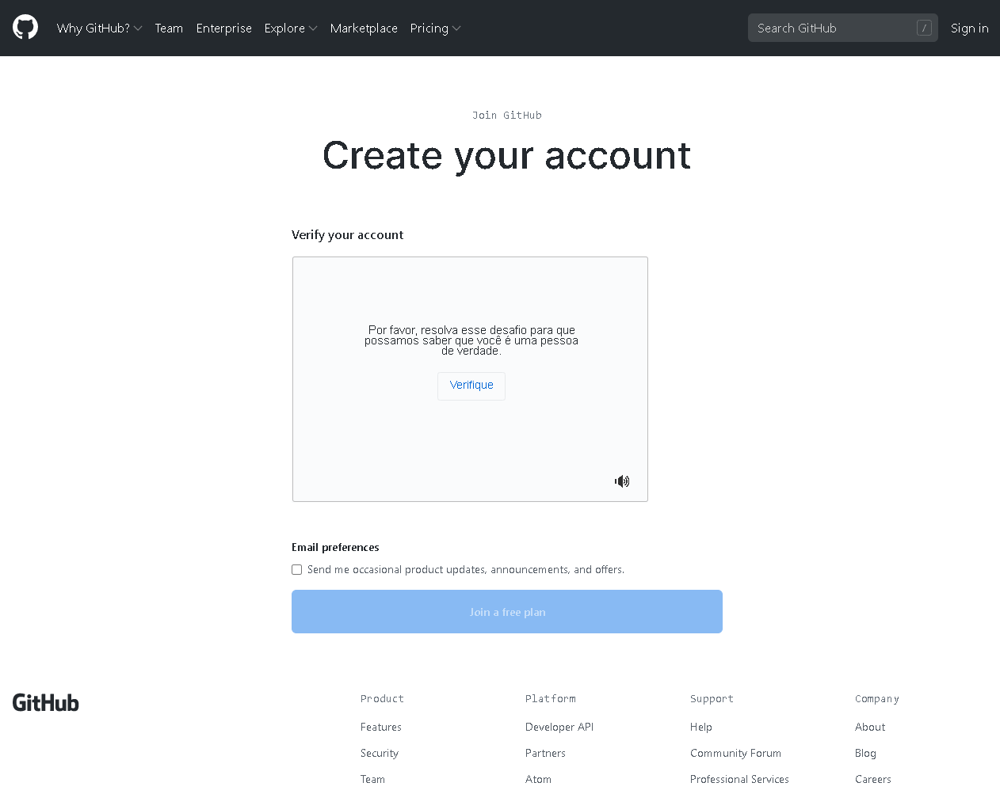 Why GitHub? Team Enterprise Explore Marketplace Pricing Search GitHub / Sign in
Join GitHub
Create your account
Verify your account
Por favor, resolva esse desafio para que
possamos saber que você é uma pessoa
de verdade.
Verifique
Email preferences
Send me occasional product updates, announcements, and offers.
Join a free plan
GitHub
Product Platform Support Company
Features Developer API Help About
Security Partners Community Forum Blog
Team Atom Professional Services Careers